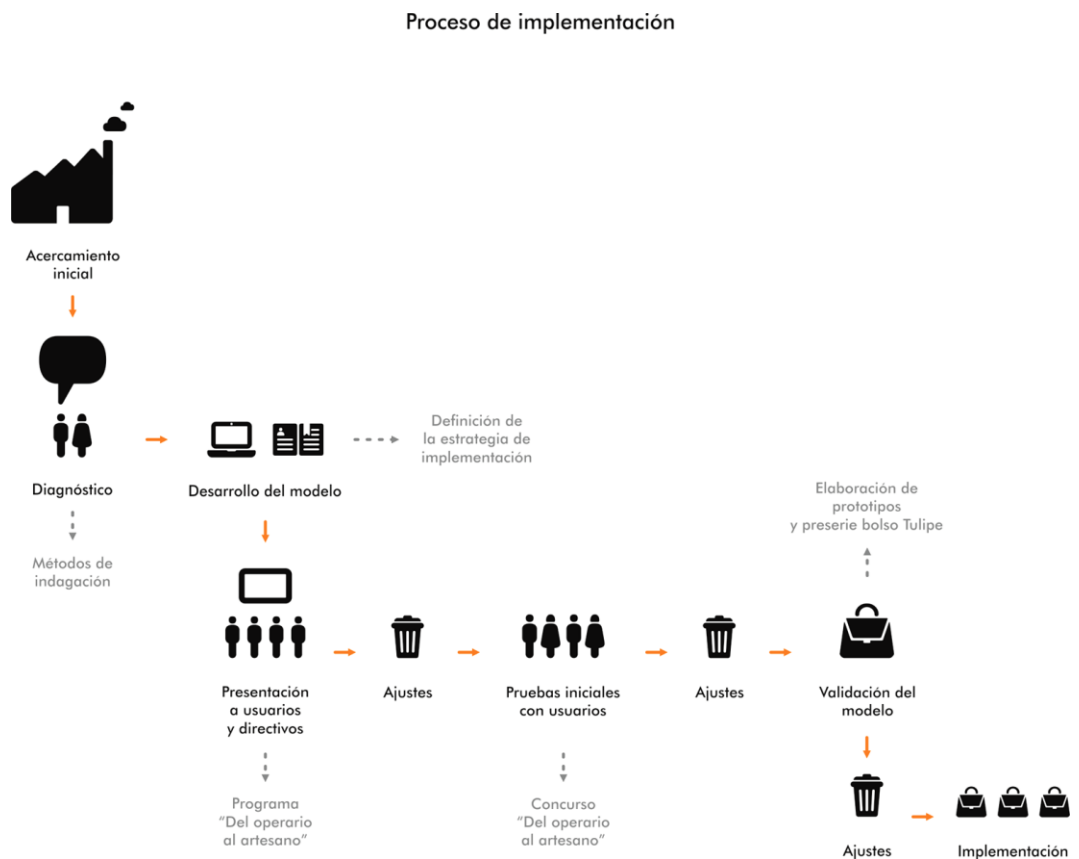 Proceso de implementación
Acercamiento
inicial
Diagnóstico
Métodos de
indagación
Desarrollo del modelo
Definición de
la estrategia de
implementación
Presentación
a usuarios
y directivos
Programa
“Del operario
al artesano”
Ajustes
Pruebas iniciales
con usuarios
Concurso
“Del operario
al artesano”
Ajustes
Elaboración de
prototipos
y preserie bolso Tulipe
Validación del
modelo
Ajustes
Implementación